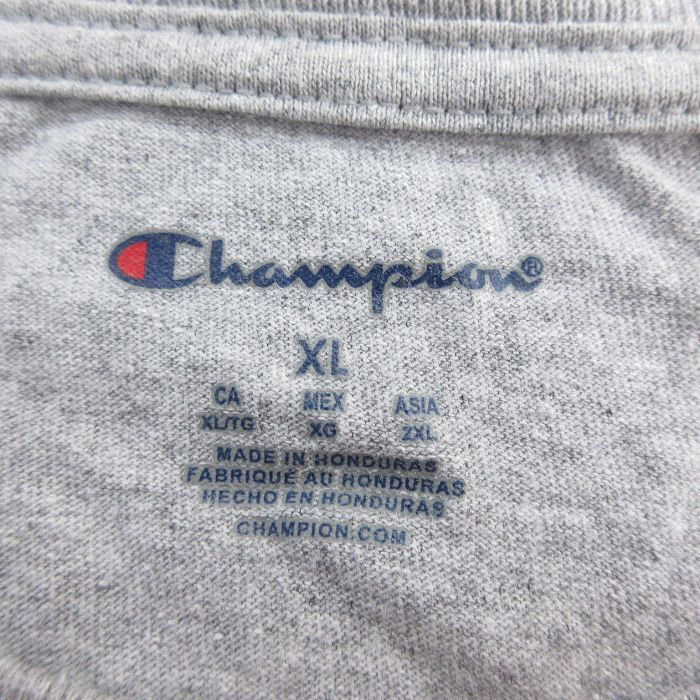 Champion®
XL
CA MEX ASIA
XL/TG XG 2XL
MADE IN HONDURAS
FABRIQUÉ AU HONDURAS
HECHO EN HONDURAS
CHAMPION.COM